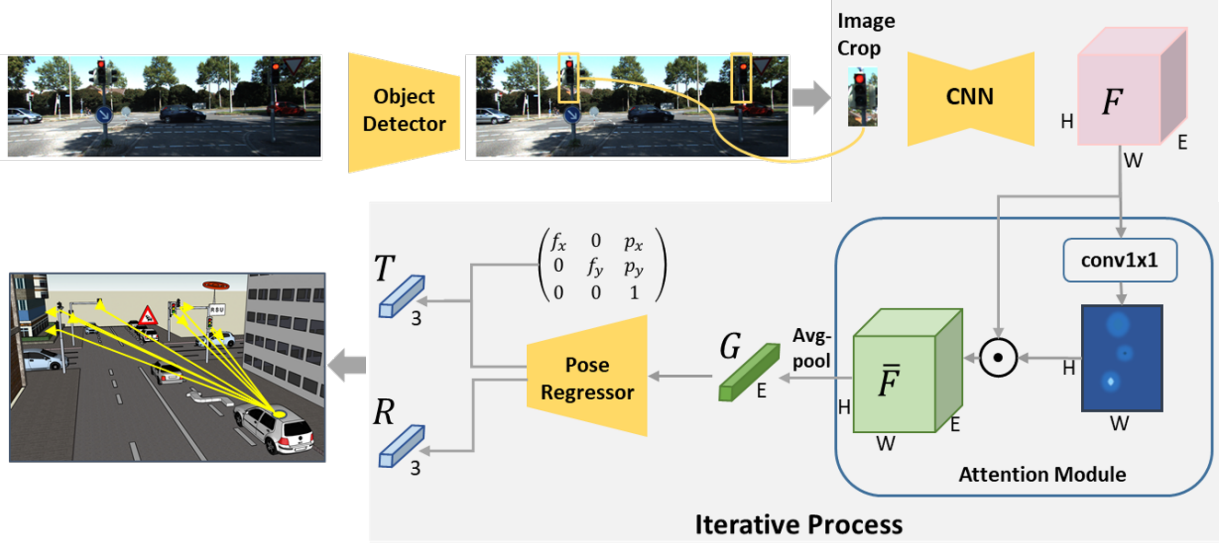 Image
Crop
Object
Detector
CNN
F
H
W
E
conv1x1
T
3
f_x 0 p_x
0 f_y p_y
0 0 1
Pose
Regressor
G
E
Avg-
pool
F̅
H
W
E
H
W
R
3
RSU
Attention Module
Iterative Process